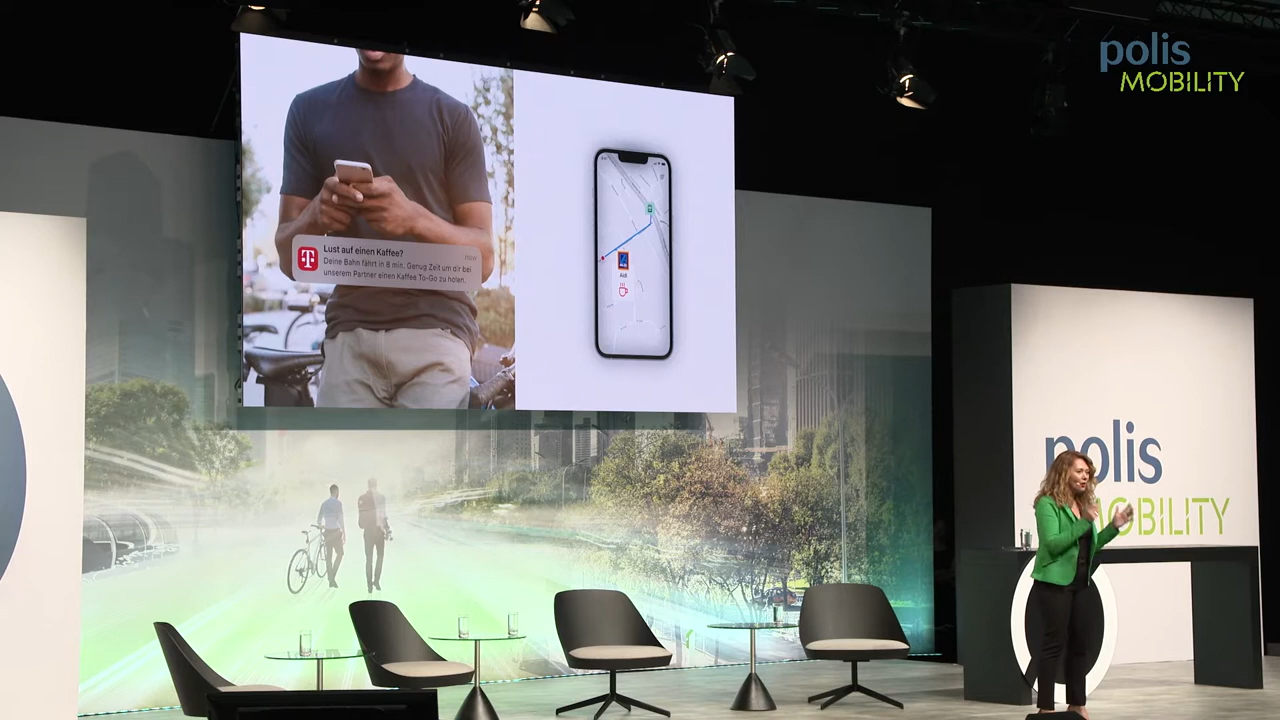 polis
MOBILITY
Lust auf einen Kaffee?
now
Deine Bahn fährt in 8 min. Genug Zeit um dir bei
unserem Partner einen Kaffee To-Go zu holen.
Aldi
polis
MOBILITY